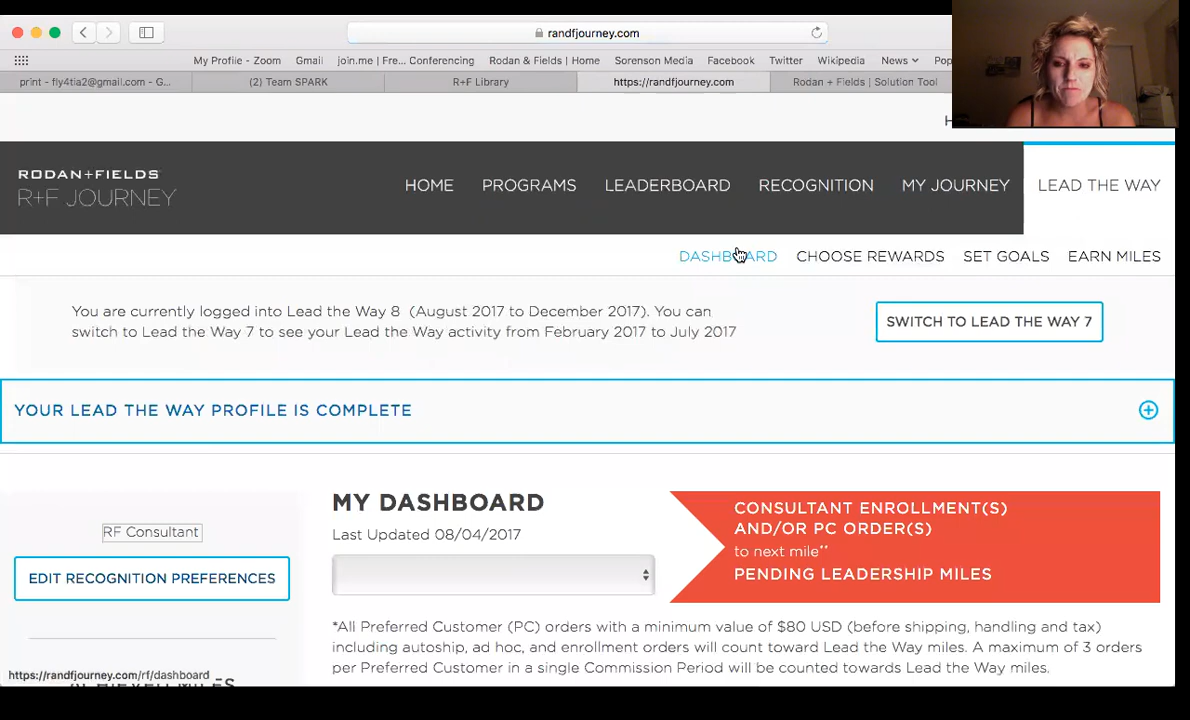 randfjourney.com
My Profile - Zoom Gmail join.me | Fre... Conferencing Rodan & Fields | Home Sorenson Media Facebook Twitter Wikipedia News Pop
print - fly4tia2@gmail.com - G... (2) Team SPARK R+F Library https://randfjourney.com Rodan + Fields | Solution Tool
H
RODAN+FIELDS
R+F JOURNEY
HOME PROGRAMS LEADERBOARD RECOGNITION MY JOURNEY LEAD THE WAY
DASHBOARD CHOOSE REWARDS SET GOALS EARN MILES
You are currently logged into Lead the Way 8 (August 2017 to December 2017). You can
switch to Lead the Way 7 to see your Lead the Way activity from February 2017 to July 2017
SWITCH TO LEAD THE WAY 7
YOUR LEAD THE WAY PROFILE IS COMPLETE
RF Consultant
EDIT RECOGNITION PREFERENCES
MY DASHBOARD
Last Updated 08/04/2017
CONSULTANT ENROLLMENT(S)
AND/OR PC ORDER(S)
to next mile**
PENDING LEADERSHIP MILES
*All Preferred Customer (PC) orders with a minimum value of $80 USD (before shipping, handling and tax)
including autoship, ad hoc, and enrollment orders will count toward Lead the Way miles. A maximum of 3 orders
per Preferred Customer in a single Commission Period will be counted towards Lead the Way miles.
https://randfjourney.com/rf/dashboard